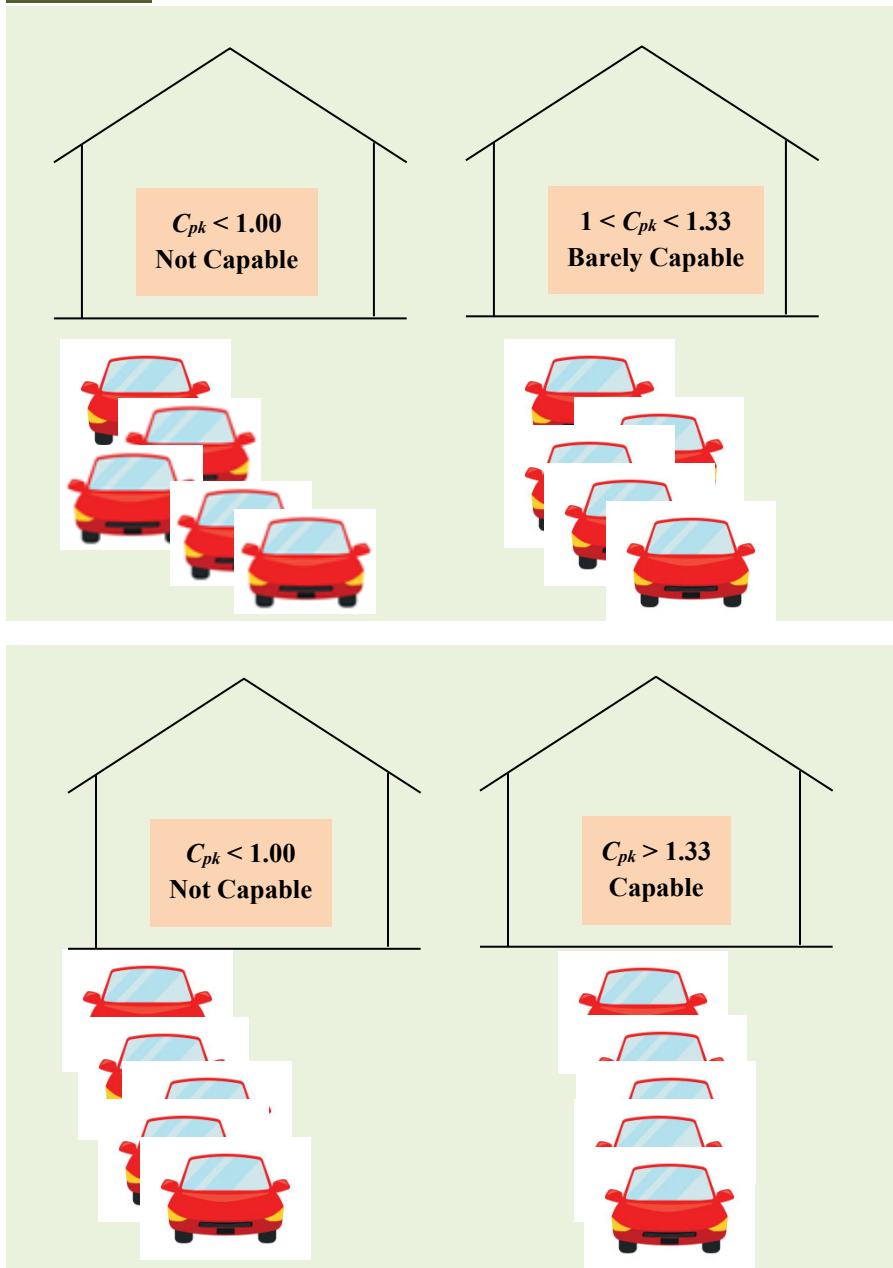 Cpk < 1.00
Not Capable
1 < Cpk < 1.33
Barely Capable
Cpk < 1.00
Not Capable
Cpk > 1.33
Capable